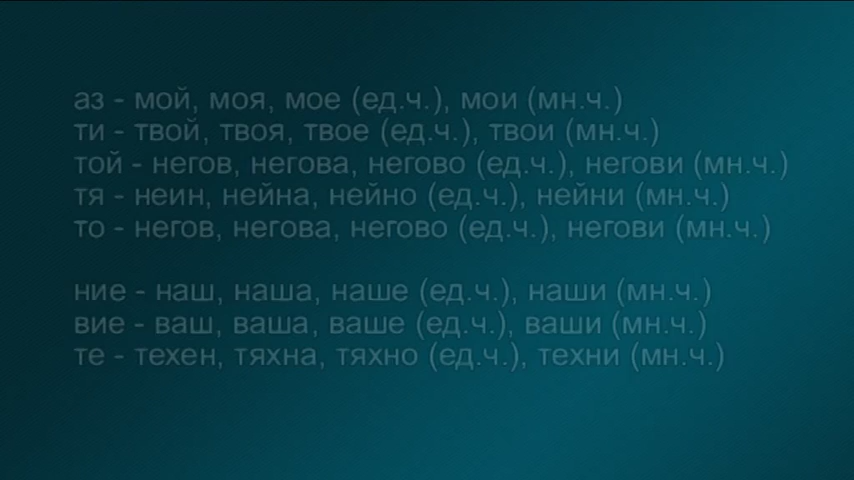 аз - мой, моя, мое (ед.ч.), мои (мн.ч.)
ти - твой, твоя, твое (ед.ч.), твои (мн.ч.)
той - негов, негова, негово (ед.ч.), негови (мн.ч.)
тя - неин, нейна, нейно (ед.ч.), нейни (мн.ч.)
то - негов, негова, негово (ед.ч.), негови (мн.ч.)
ние - наш, наша, наше (ед.ч.), наши (мн.ч.)
вие - ваш, ваша, ваше (ед.ч.), ваши (мн.ч.)
те - техен, тяхна, тяхно (ед.ч.), техни (мн.ч.)